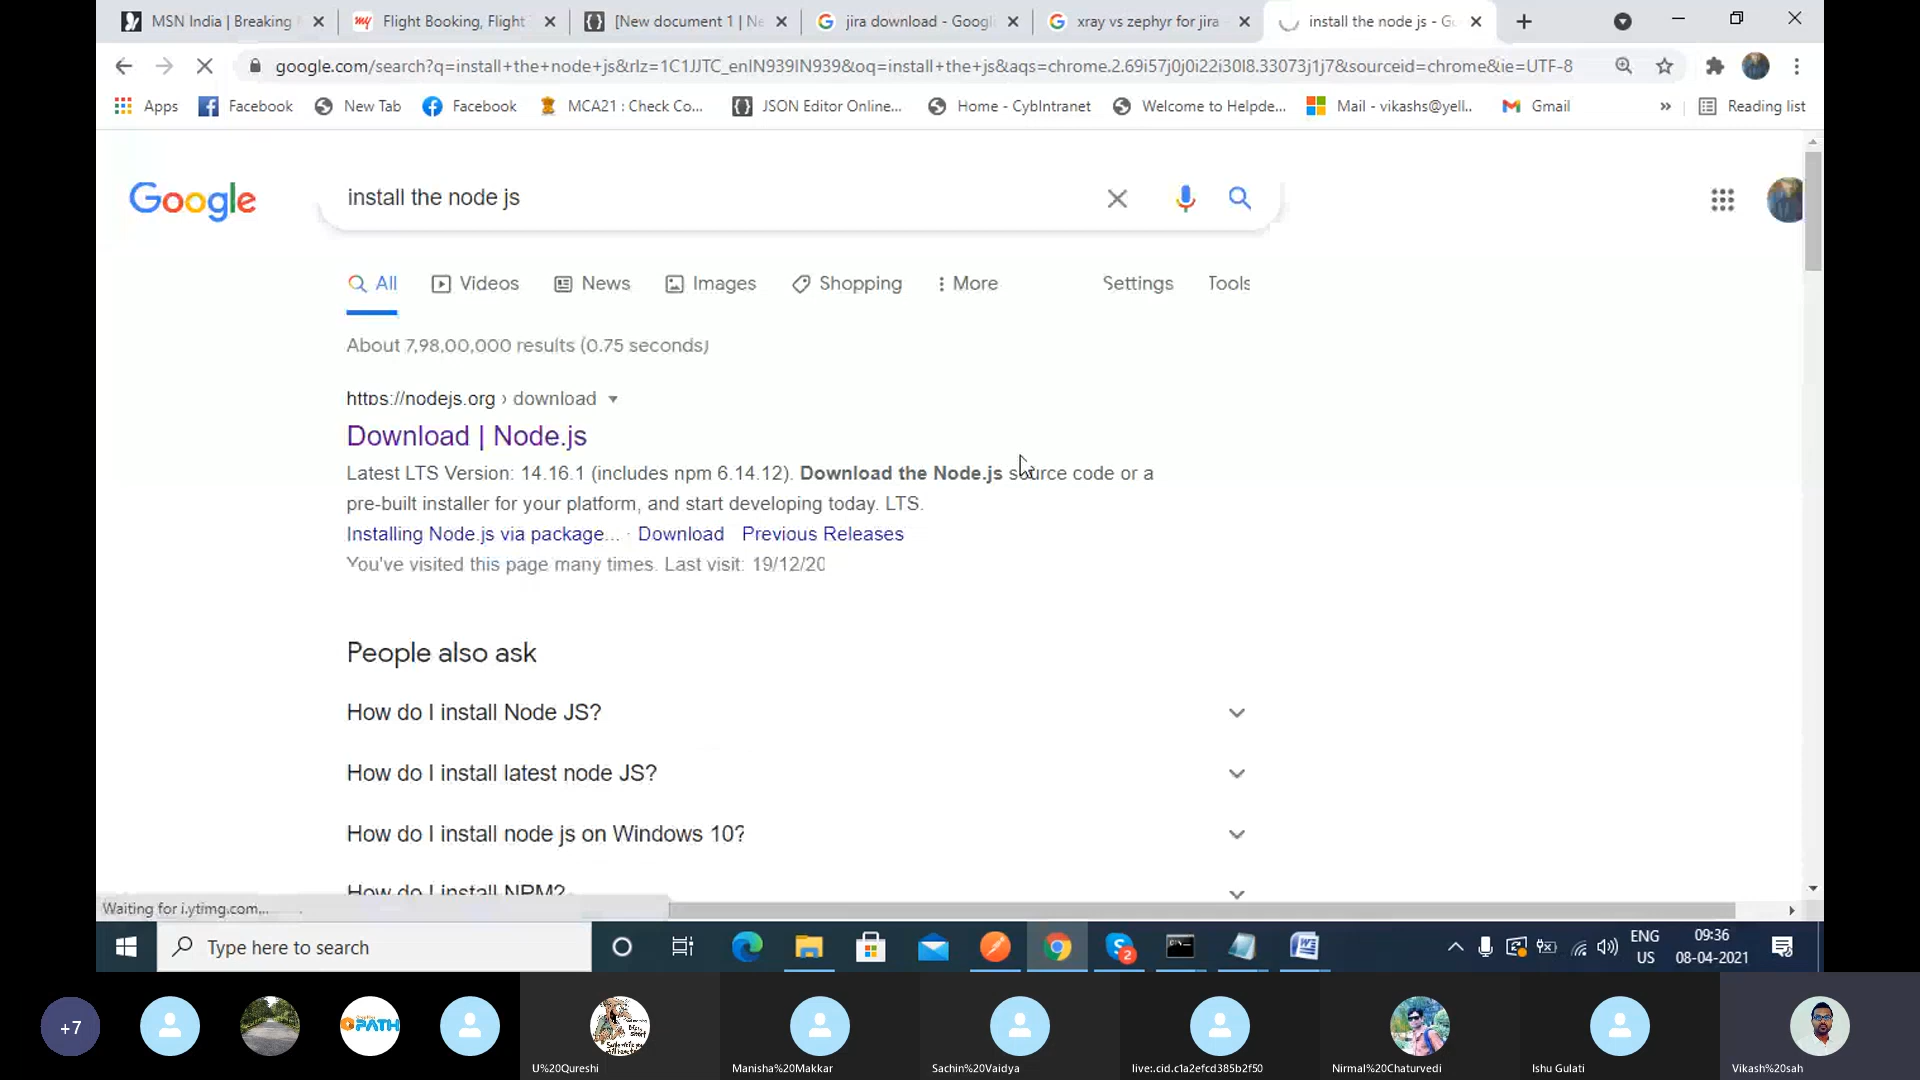 MSN India | Breaking
my Flight Booking, Flight
[New document 1 | Ne
jira download - Googl
xray vs zephyr for jira
install the node js - Go
google.com/search?q=install+the+node+js&rlz=1C1JJTC_enIN939IN939&oq=install+the+js&aqs=chrome.2.69i57j0j0i22i30l8.33073j1j7&sourceid=chrome&ie=UTF-8
Apps
Facebook
New Tab
Facebook
MCA21 : Check Co...
JSON Editor Online...
Home - CybIntranet
Welcome to Helpde...
Mail - vikashs@yell..
Gmail
»
Reading list
Google
install the node js
All
Videos
News
Images
Shopping
More
Settings
Tools
About 7,98,00,000 results (0.75 seconds)
https://nodejs.org › download
Download | Node.js
Latest LTS Version: 14.16.1 (includes npm 6.14.12). Download the Node.js source code or a
pre-built installer for your platform, and start developing today. LTS.
Installing Node.js via package... · Download Previous Releases
You've visited this page many times. Last visit: 19/12/20
People also ask
How do I install Node JS?
How do I install latest node JS?
How do I install node js on Windows 10?
How do I install NPM?
Waiting for i.ytimg.com...
Type here to search
2
ENG
US
09:36
08-04-2021
+7
PATH
U%20Qureshi
Manisha%20Makkar
Sachin%20Vaidya
live:.cid.c1a2efcd385b2f50
Nirmal%20Chaturvedi
Ishu Gulati
Vikash%20sah